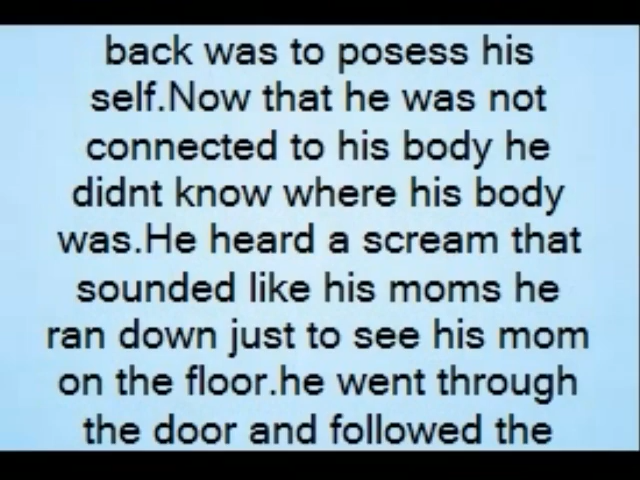 back was to posess his
self.Now that he was not
connected to his body he
didnt know where his body
was.He heard a scream that
sounded like his moms he
ran down just to see his mom
on the floor.he went through
the door and followed the